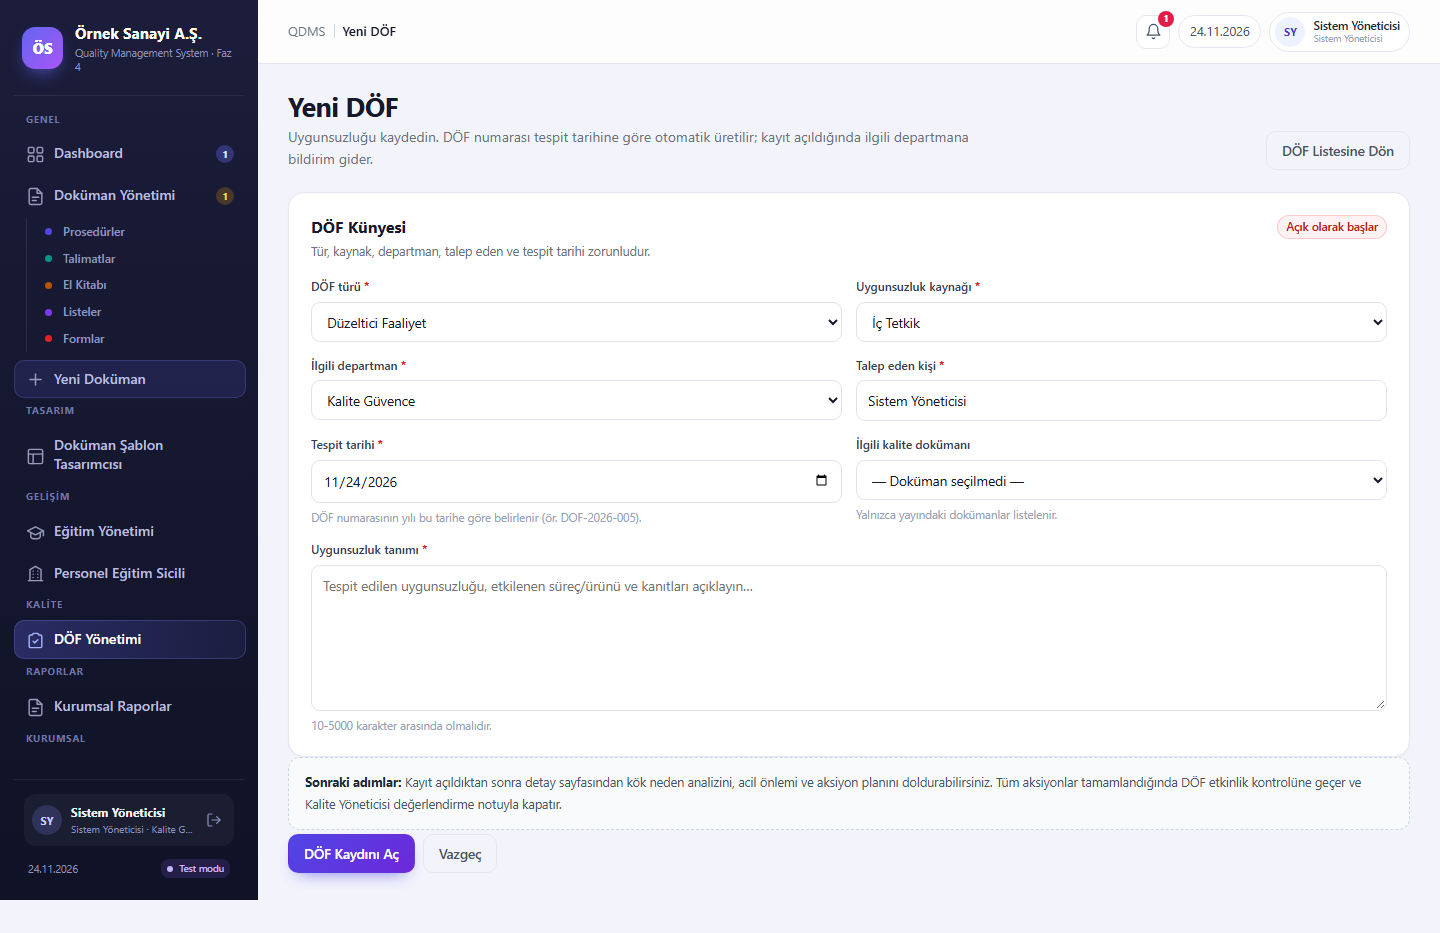 ÖS
Örnek Sanayi A.Ş.
Quality Management System · Faz
4
GENEL
Dashboard
1
Doküman Yönetimi
1
Prosedürler
Talimatlar
El Kitabı
Listeler
Formlar
Yeni Doküman
TASARIM
Doküman Şablon
Tasarımcısı
GELİŞİM
Eğitim Yönetimi
Personel Eğitim Sicili
KALİTE
DÖF Yönetimi
RAPORLAR
Kurumsal Raporlar
KURUMSAL
SY
Sistem Yöneticisi
Sistem Yöneticisi · Kalite G...
24.11.2026
Test modu
QDMS
Yeni DÖF
1
24.11.2026
SY
Sistem Yöneticisi
Sistem Yöneticisi
Yeni DÖF
Uygunsuzluğu kaydedin. DÖF numarası tespit tarihine göre otomatik üretilir; kayıt açıldığında ilgili departmana
bildirim gider.
DÖF Listesine Dön
DÖF Künyesi
Açık olarak başlar
Tür, kaynak, departman, talep eden ve tespit tarihi zorunludur.
DÖF türü *
Uygunsuzluk kaynağı *
Düzeltici Faaliyet
İç Tetkik
İlgili departman *
Talep eden kişi *
Kalite Güvence
Sistem Yöneticisi
Tespit tarihi *
İlgili kalite dokümanı
11/24/2026
— Doküman seçilmedi —
DÖF numarasının yılı bu tarihe göre belirlenir (ör. DOF-2026-005).
Yalnızca yayındaki dokümanlar listelenir.
Uygunsuzluk tanımı *
Tespit edilen uygunsuzluğu, etkilenen süreç/ürünü ve kanıtları açıklayın...
10-5000 karakter arasında olmalıdır.
Sonraki adımlar: Kayıt açıldıktan sonra detay sayfasından kök neden analizini, acil önlemi ve aksiyon planını doldurabilirsiniz. Tüm aksiyonlar tamamlandığında DÖF etkinlik kontrolüne geçer ve
Kalite Yöneticisi değerlendirme notuyla kapatır.
DÖF Kaydını Aç
Vazgeç